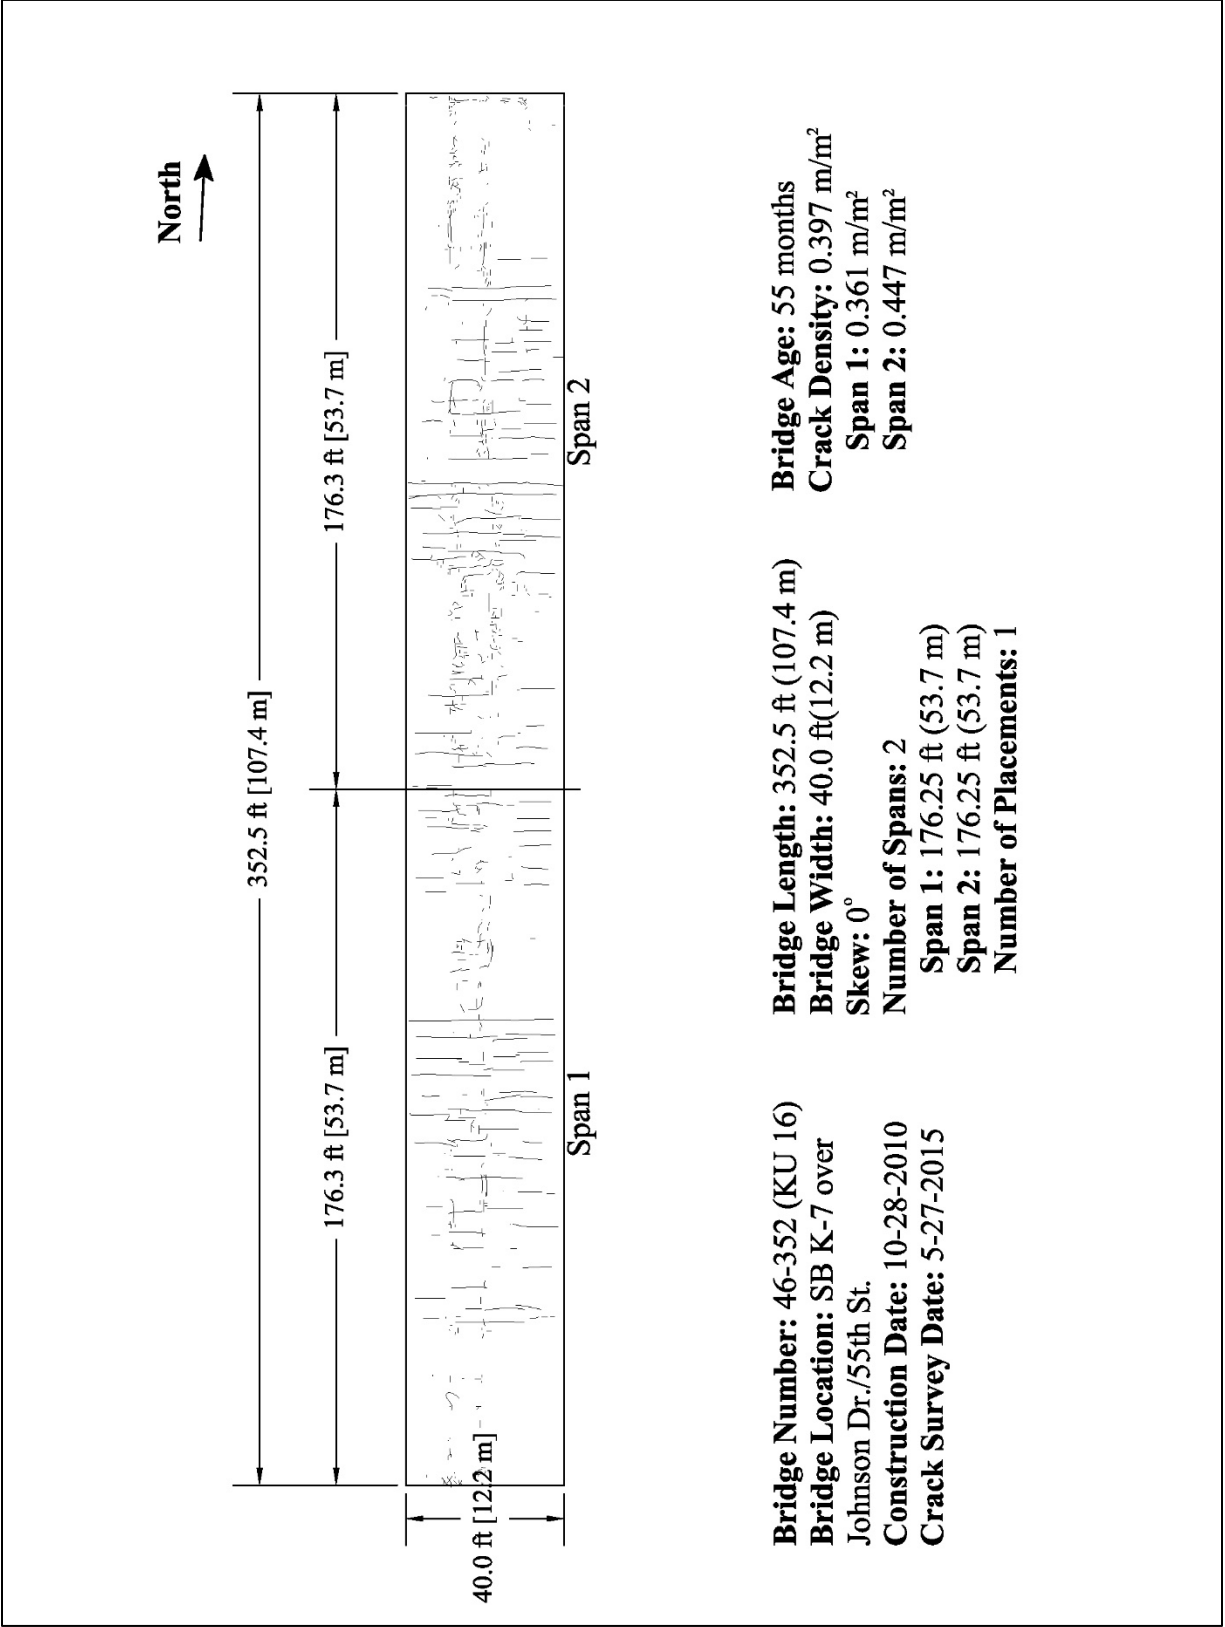 North
352.5 ft [107.4 m]
176.3 ft [53.7 m]
176.3 ft [53.7 m]
40.0 ft [12.2 m]
Span 1
Span 2
Bridge Number: 46-352 (KU 16)
Bridge Location: SB K-7 over
Johnson Dr./55th St.
Construction Date: 10-28-2010
Crack Survey Date: 5-27-2015
Bridge Length: 352.5 ft (107.4 m)
Bridge Width: 40.0 ft(12.2 m)
Skew: 0°
Number of Spans: 2
Span 1: 176.25 ft (53.7 m)
Span 2: 176.25 ft (53.7 m)
Number of Placements: 1
Bridge Age: 55 months
Crack Density: 0.397 m/m²
Span 1: 0.361 m/m²
Span 2: 0.447 m/m²